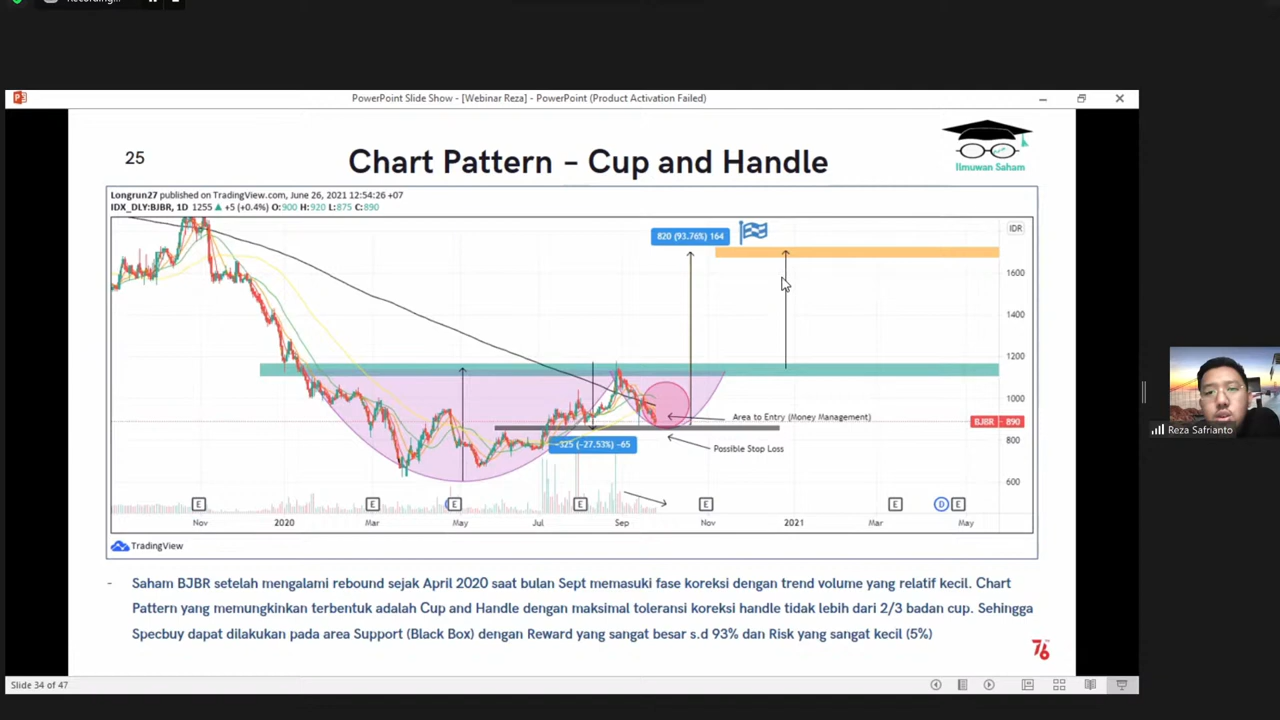 Recording...
PowerPoint Slide Show - [Webinar Reza] - PowerPoint (Product Activation Failed)
25
Chart Pattern – Cup and Handle
Ilmuwan Saham
Longrun27 published on TradingView.com, June 26, 2021 12:54:26 +07
IDX_DLY:BJBR, 1D 1255 ▲ +5 (+0.4%) O:900 H:920 L:875 C:890
820 (93.76%) 164
IDR
1600
1400
1200
1000
Area to Entry (Money Management)
BJBR 890
800
-325 (-27.53%) -65
Possible Stop Loss
600
E E E E E E D E
Nov 2020 Mar May Jul Sep Nov 2021 Mar May
TradingView
- Saham BJBR setelah mengalami rebound sejak April 2020 saat bulan Sept memasuki fase koreksi dengan trend volume yang relatif kecil. Chart
Pattern yang memungkinkan terbentuk adalah Cup and Handle dengan maksimal toleransi koreksi handle tidak lebih dari 2/3 badan cup. Sehingga
Specbuy dapat dilakukan pada area Support (Black Box) dengan Reward yang sangat besar s.d 93% dan Risk yang sangat kecil (5%)
76
Slide 34 of 47
Reza Safrianto